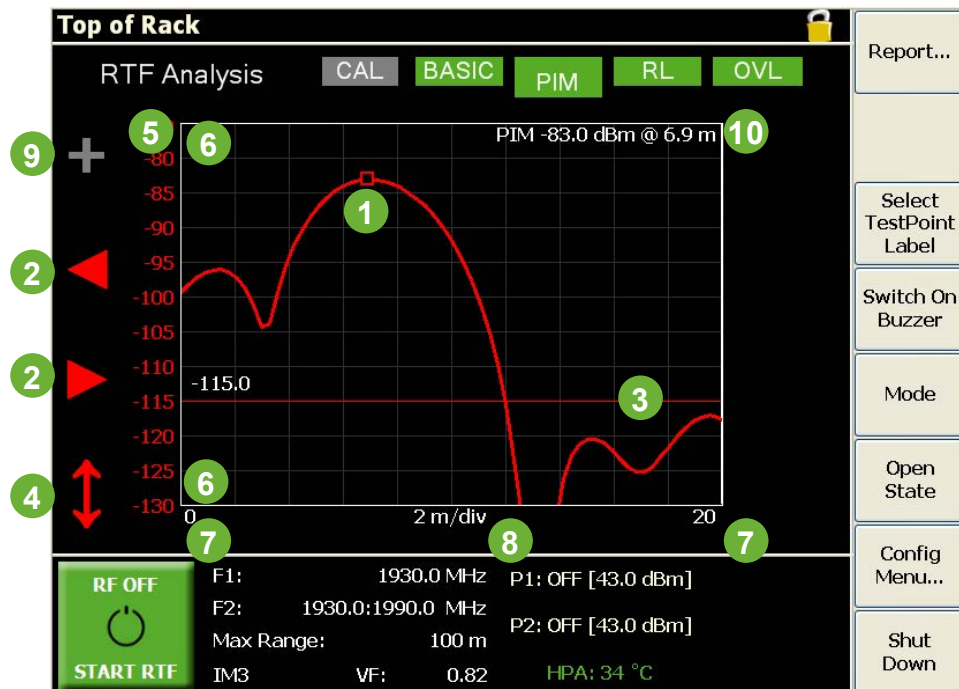 Top of Rack
RTF Analysis
CAL
BASIC
PIM
RL
OVL
Report...
5
6
PIM -83.0 dBm @ 6.9 m
10
9
-80
-85
1
Select
TestPoint
Label
-90
2
-95
-100
Switch On
Buzzer
-105
-110
2
-115.0
Mode
-115
3
-120
-125
Open
State
4
6
-130
0
2 m/div
20
7
8
7
Config
Menu...
RF OFF
START RTF
F1: 1930.0 MHz
P1: OFF [43.0 dBm]
F2: 1930.0:1990.0 MHz
P2: OFF [43.0 dBm]
Max Range: 100 m
IM3 VF: 0.82
HPA: 34 °C
Shut
Down